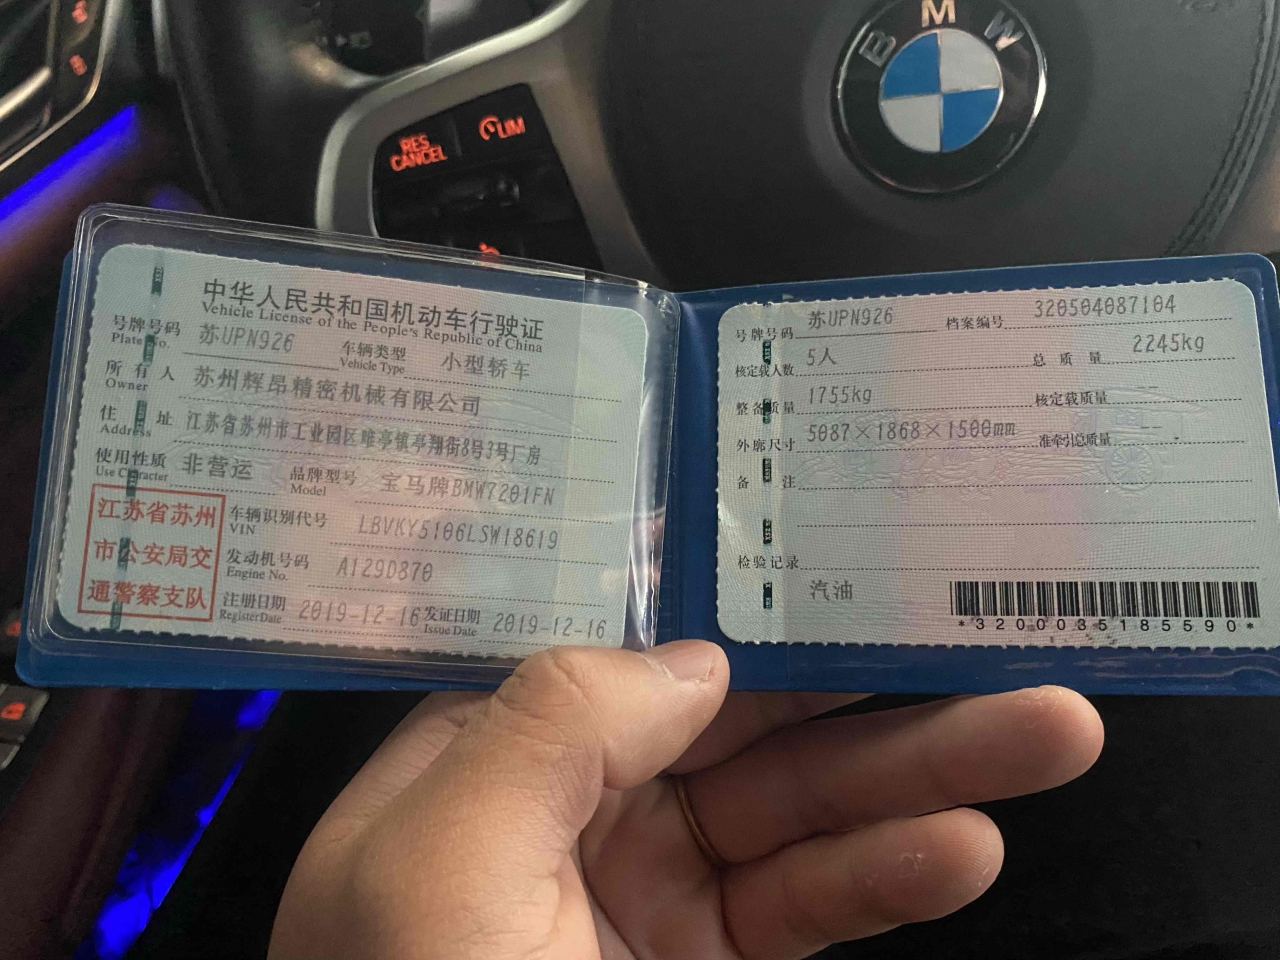 BMW
LIM
RES
CANCEL
中华人民共和国机动车行驶证
Vehicle License of the People's Republic of China
号牌号码 苏UPN926 车辆类型 小型轿车
Plate No. Vehicle Type
所有人 苏州辉昂精密机械有限公司
Owner
住址 江苏省苏州市工业园区唯亭镇亭翔街8号3号厂房
Address
使用性质 非营运 品牌型号 宝马牌BMW7201FN
Use Character Model
江苏省苏州
市公安局交
通警察支队
车辆识别代号 LBVKY5106LSW18619
VIN
发动机号码 A129D870
Engine No.
注册日期 2019-12-16 发证日期 2019-12-16
Register Date Issue Date
号牌号码 苏UPN926 档案编号 320504087104
核定载人数 5人 总质量 2245kg
整备质量 1755kg 核定载质量 --
外廓尺寸 5087×1868×1500mm 准牵引总质量 --
备注
检验记录
汽油
*3200035185590*